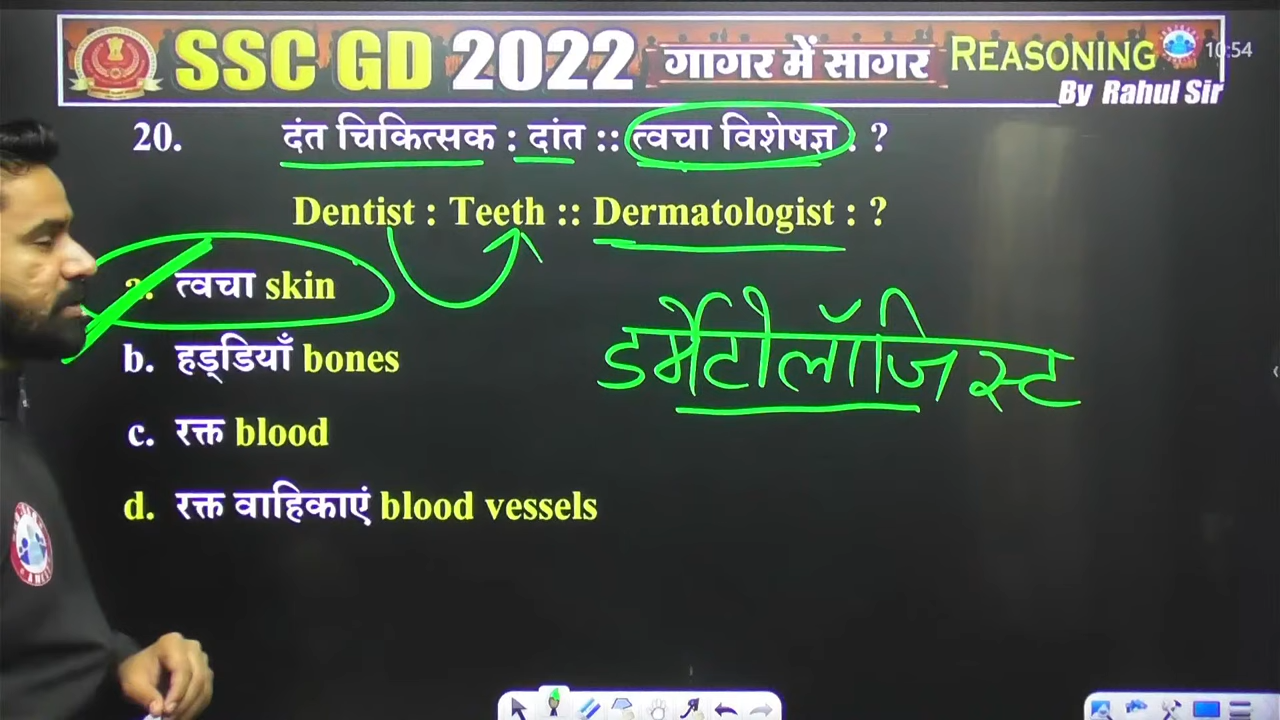 SSC GD 2022 गागर में सागर REASONING 10:54
By Rahul Sir
20. दंत चिकित्सक : दांत :: त्वचा विशेषज्ञ : ?
Dentist : Teeth :: Dermatologist : ?
a. त्वचा skin
डर्मेटोलॉजिस्ट
b. हड्डियाँ bones
c. रक्त blood
d. रक्त वाहिकाएं blood vessels